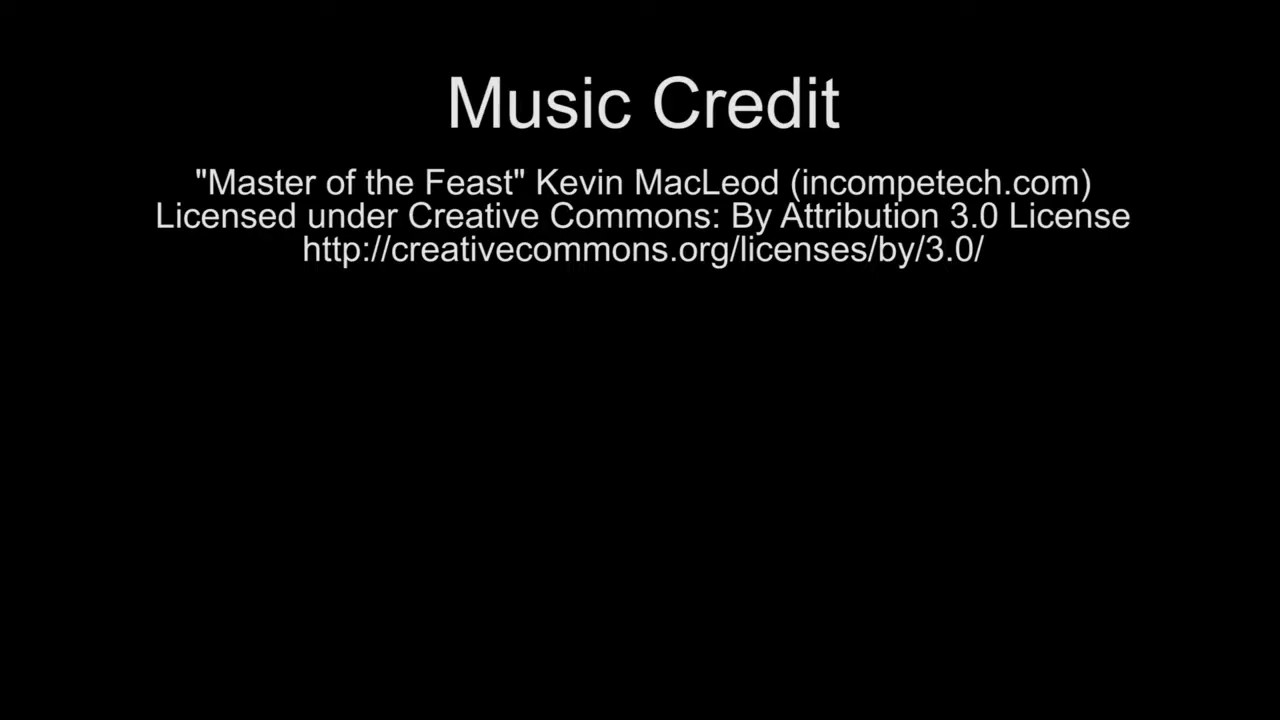 Music Credit
"Master of the Feast" Kevin MacLeod (incompetech.com)
Licensed under Creative Commons: By Attribution 3.0 License
http://creativecommons.org/licenses/by/3.0/